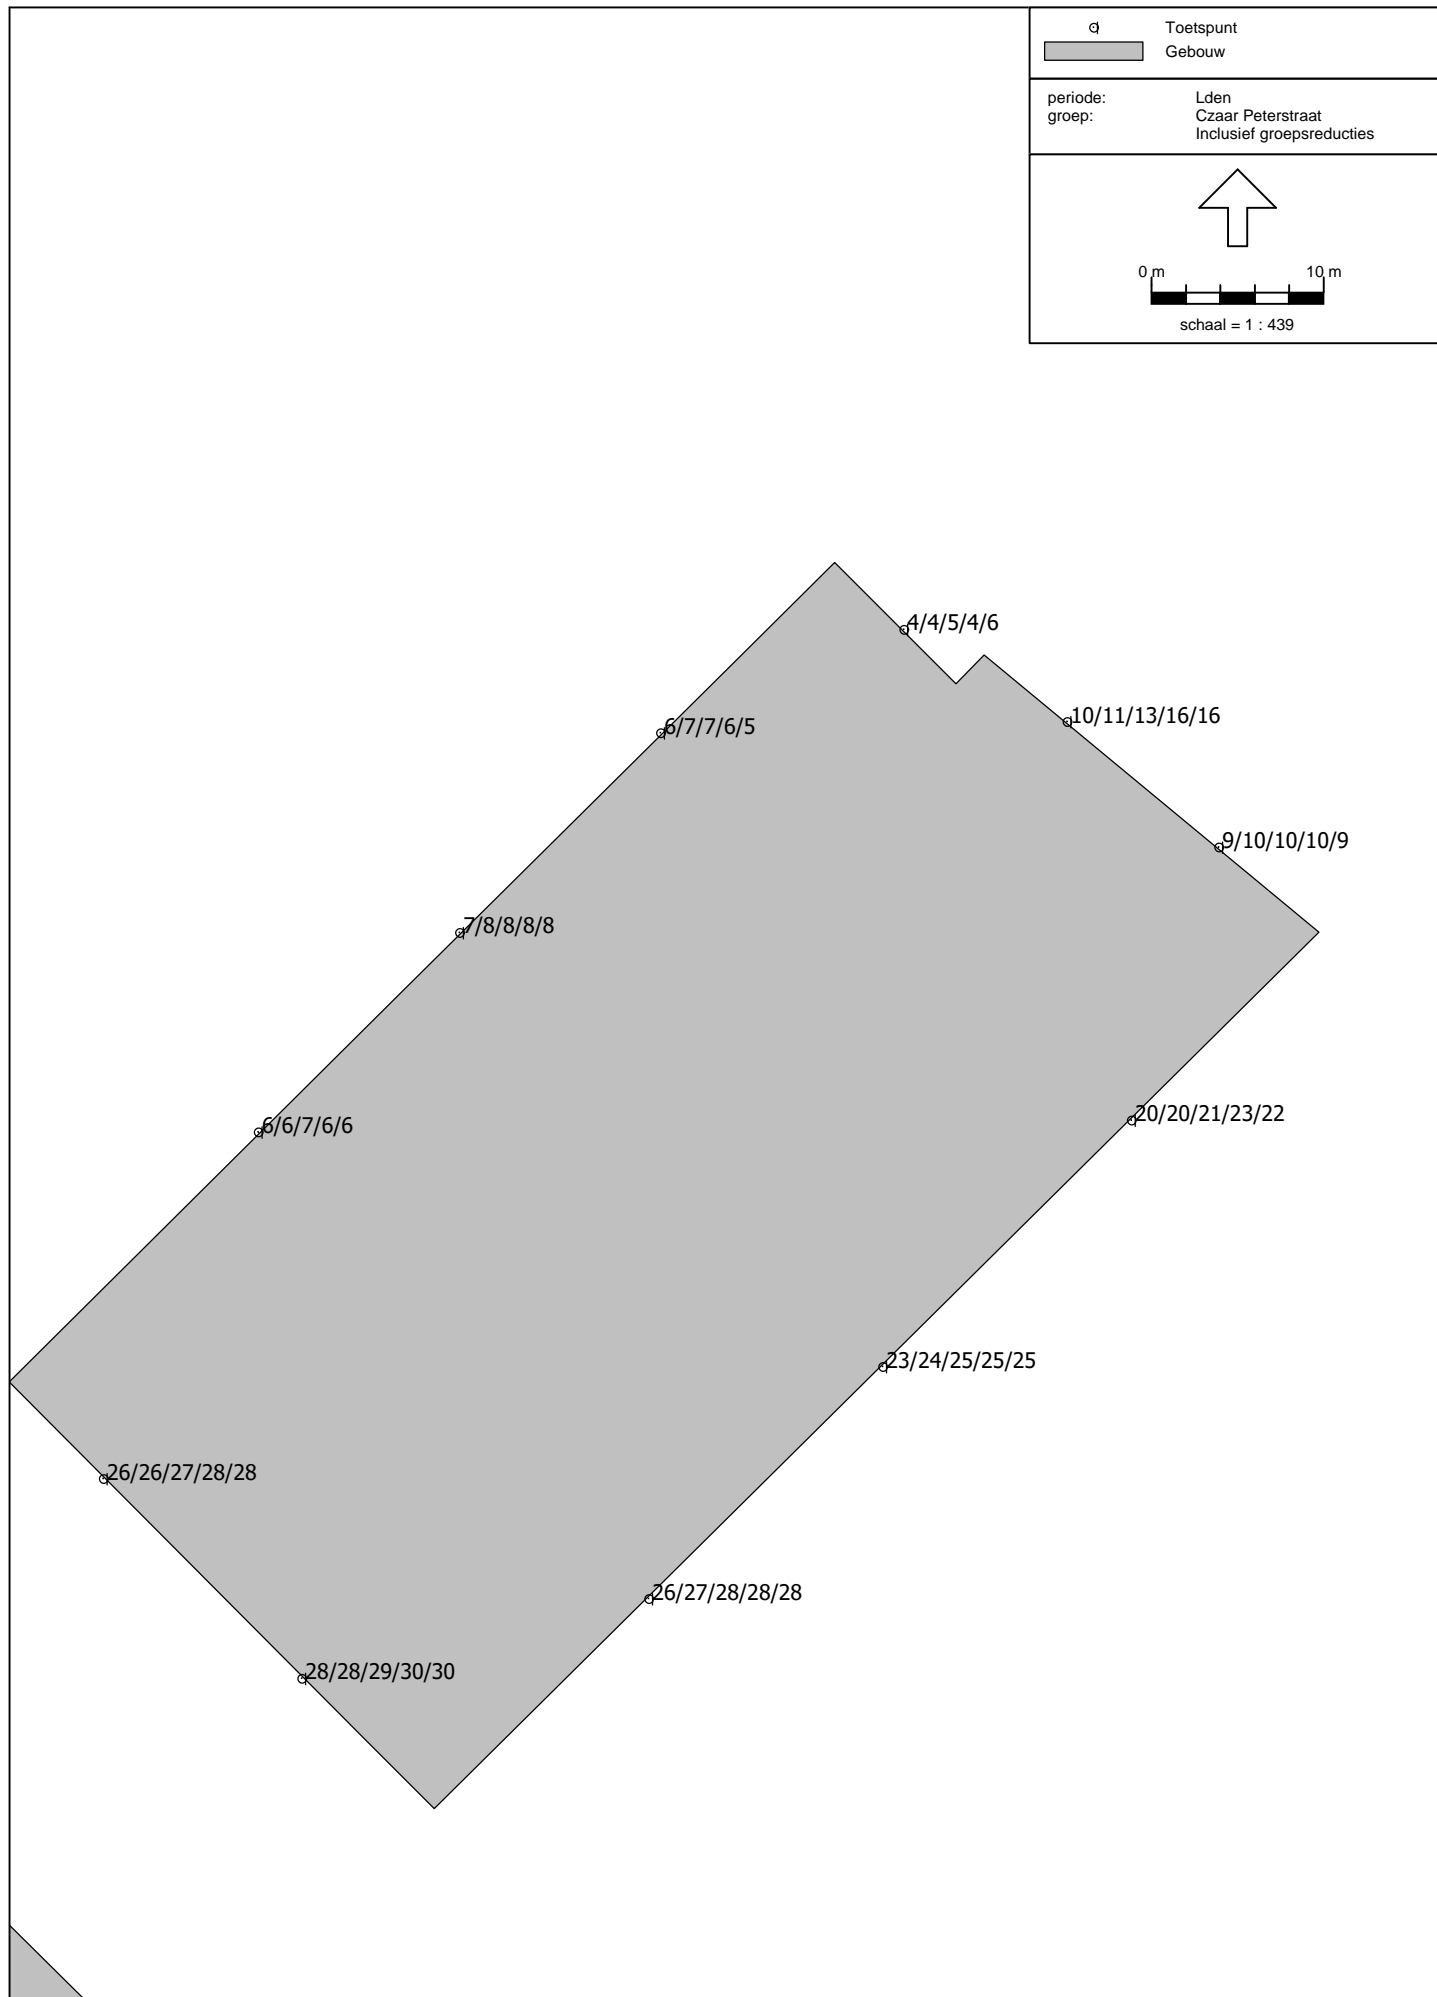 Toetspunt
Gebouw
periode: Lden
groep: Czaar Peterstraat
Inclusief groepsreducties
0 m 10 m
schaal = 1 : 439
4/4/5/4/6
10/11/13/16/16
6/7/7/6/5
9/10/10/10/9
7/8/8/8/8
20/20/21/23/22
6/6/7/6/6
23/24/25/25/25
26/26/27/28/28
26/27/28/28/28
28/28/29/30/30